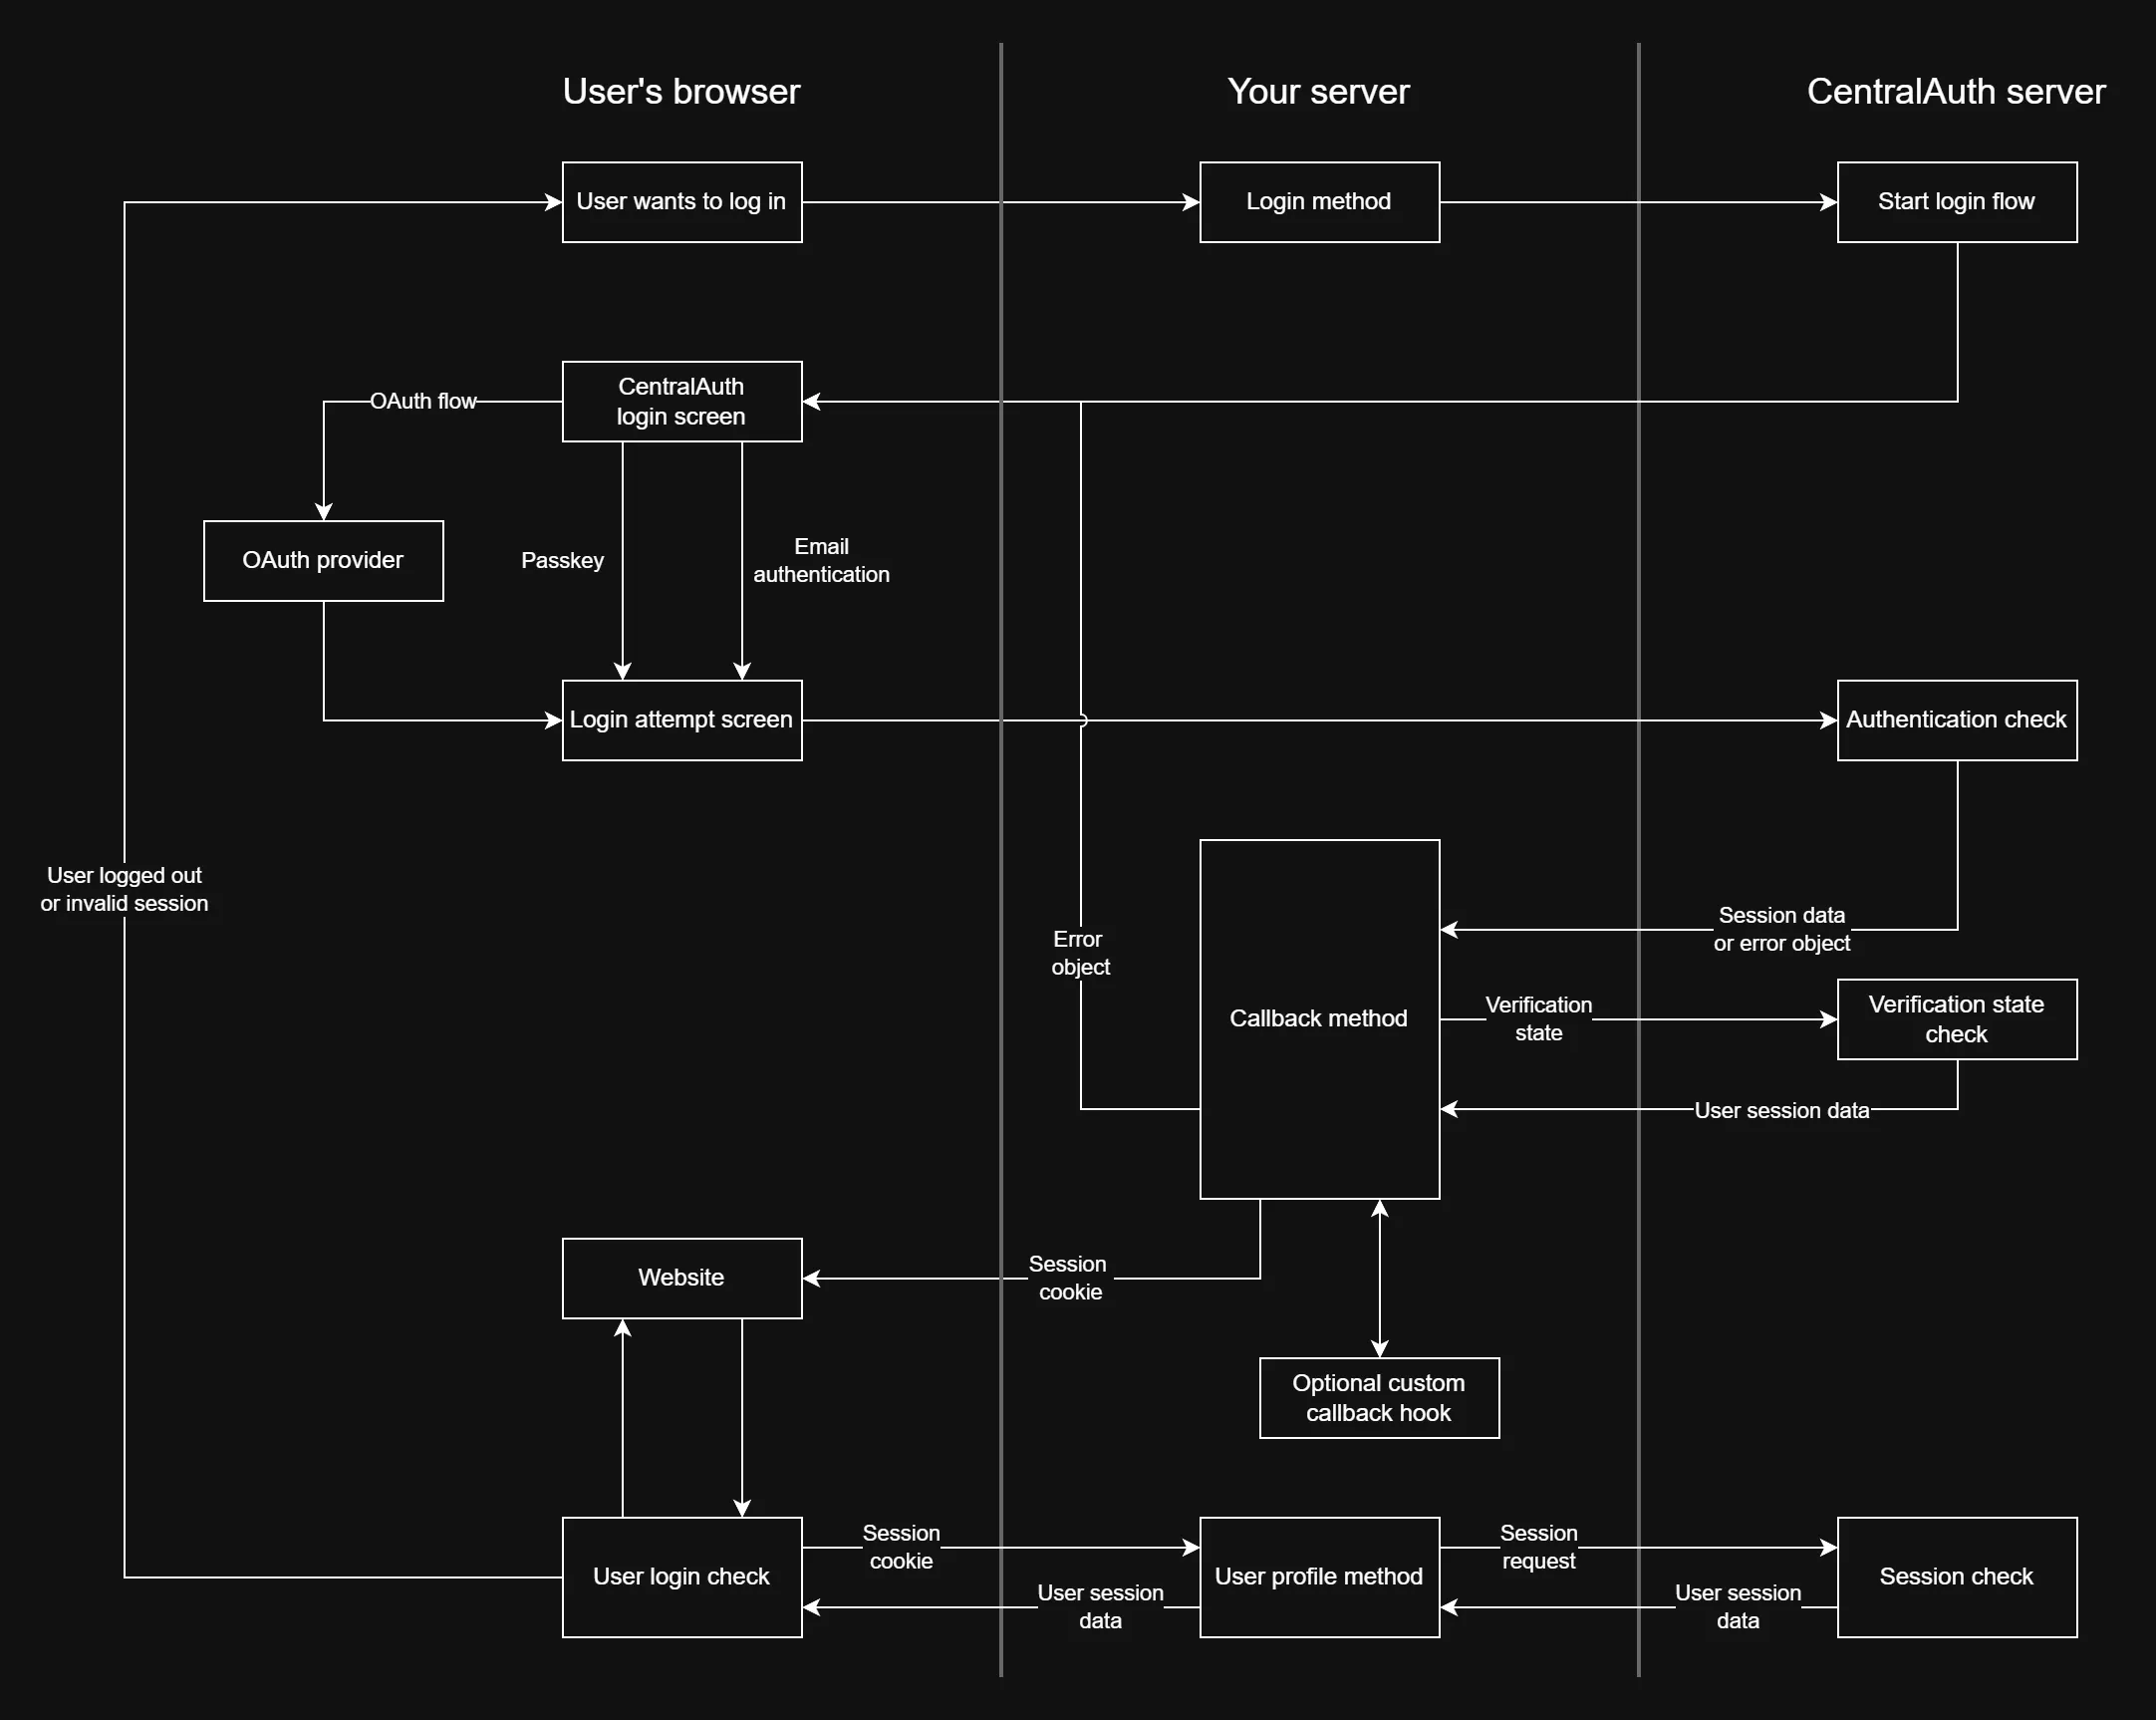 User's browser
Your server
CentralAuth server
User wants to log in
Login method
Start login flow
CentralAuth
login screen
OAuth flow
OAuth provider
Passkey
Email
authentication
Login attempt screen
Authentication check
User logged out
or invalid session
Error
object
Session data
or error object
Callback method
Verification
state
Verification state
check
User session data
Website
Session
cookie
Optional custom
callback hook
User login check
Session
cookie
User session
data
User profile method
Session
request
User session
data
Session check